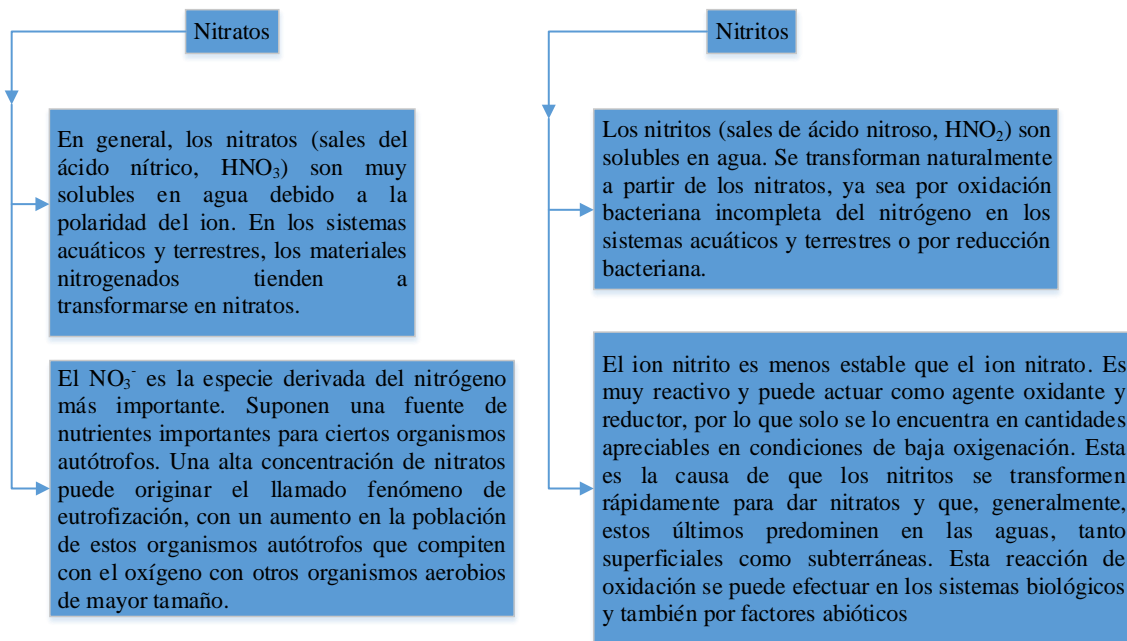 Nitratos
En general, los nitratos (sales del
ácido nítrico, HNO₃) son muy
solubles en agua debido a la
polaridad del ion. En los sistemas
acuáticos y terrestres, los materiales
nitrogenados tienden a
transformarse en nitratos.
El NO₃⁻ es la especie derivada del nitrógeno
más importante. Suponen una fuente de
nutrientes importantes para ciertos organismos
autótrofos. Una alta concentración de nitratos
puede originar el llamado fenómeno de
eutrofización, con un aumento en la población
de estos organismos autótrofos que compiten
con el oxígeno con otros organismos aerobios
de mayor tamaño.
Nitritos
Los nitritos (sales de ácido nitroso, HNO₂) son
solubles en agua. Se transforman naturalmente
a partir de los nitratos, ya sea por oxidación
bacteriana incompleta del nitrógeno en los
sistemas acuáticos y terrestres o por reducción
bacteriana.
El ion nitrito es menos estable que el ion nitrato. Es
muy reactivo y puede actuar como agente oxidante y
reductor, por lo que solo se lo encuentra en cantidades
apreciables en condiciones de baja oxigenación. Esta
es la causa de que los nitritos se transformen
rápidamente para dar nitratos y que, generalmente,
estos últimos predominen en las aguas, tanto
superficiales como subterráneas. Esta reacción de
oxidación se puede efectuar en los sistemas biológicos
y también por factores abióticos